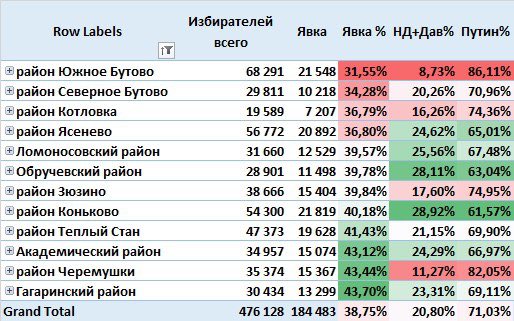 Row Labels Избирателей всего Явка Явка % НД+Дав% Путин%
район Южное Бутово 68 291 21 548 31,55% 8,73% 86,11%
район Северное Бутово 29 811 10 218 34,28% 20,26% 70,96%
район Котловка 19 589 7 207 36,79% 16,26% 74,36%
район Ясенево 56 772 20 892 36,80% 24,62% 65,01%
Ломоносовский район 31 660 12 529 39,57% 25,56% 67,48%
Обручевский район 28 901 11 498 39,78% 28,11% 63,04%
район Зюзино 38 666 15 404 39,84% 17,60% 74,95%
район Коньково 54 300 21 819 40,18% 28,92% 61,57%
район Теплый Стан 47 373 19 628 41,43% 21,15% 69,90%
Академический район 34 957 15 074 43,12% 24,29% 66,97%
район Черемушки 35 374 15 367 43,44% 11,27% 82,05%
Гагаринский район 30 434 13 299 43,70% 23,31% 69,11%
Grand Total 476 128 184 483 38,75% 20,80% 71,03%